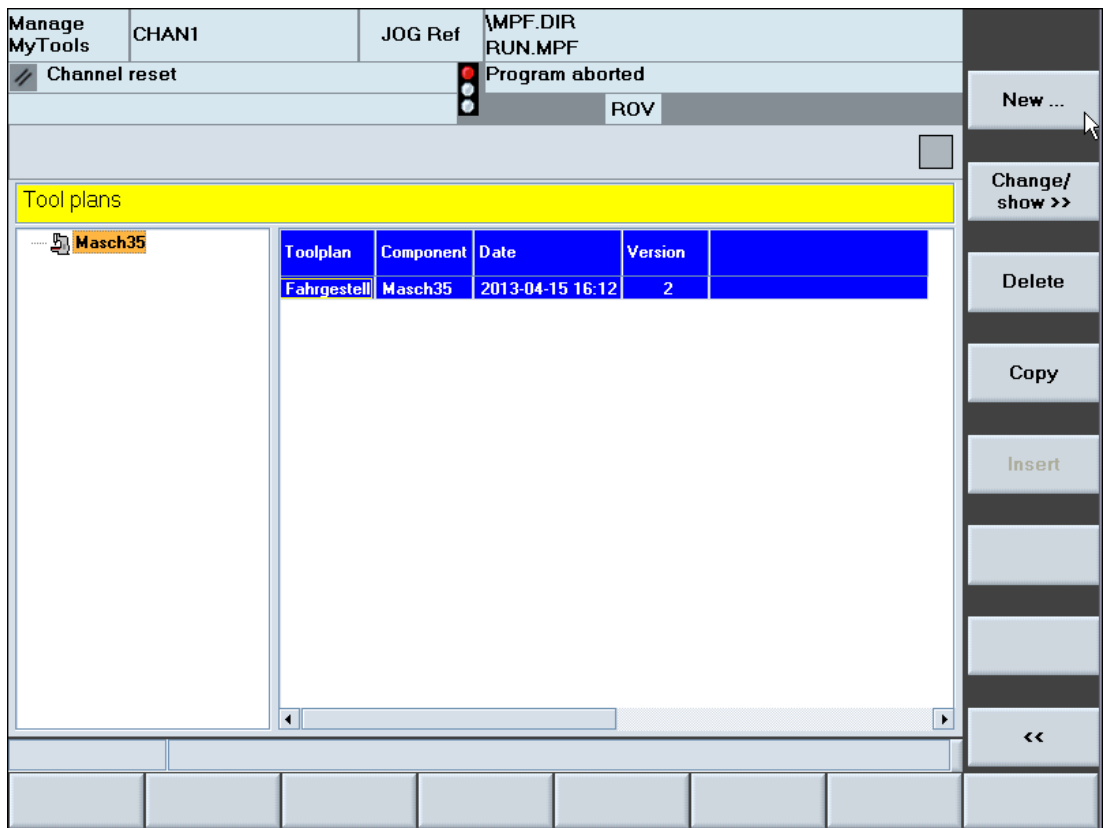 Manage
MyTools
CHAN1
JOG Ref
\MPF.DIR
RUN.MPF
Channel reset
Program aborted
ROV
Tool plans
Masch35
Toolplan Component Date Version
Fahrgestell Masch35 2013-04-15 16:12 2
New ...
Change/
show >>
Delete
Copy
Insert
<<